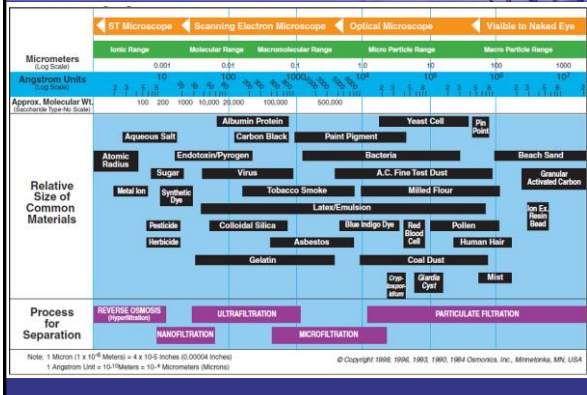 ST Microscope Scanning Electron Microscope Optical Microscope Visible to Naked Eye
Ionic Range Molecular Range Macromolecular Range Micro Particle Range Macro Particle Range
Micrometers
(Log Scale)
0.001 0.01 0.1 1.0 10 100 1000
Angstrom Units
(Log Scale)
10 100 1000 10⁴ 10⁵ 10⁶ 10⁷
Approx. Molecular Wt.
(Saccharide Type-No Scale)
100 200 1000 10,000 20,000 100,000 500,000
Relative
Size of
Common
Materials
Albumin Protein Yeast Cell Pin
Point
Aqueous Salt Carbon Black Paint Pigment
Atomic
Radius
Endotoxin/Pyrogen Bacteria Beach Sand
Sugar Virus A.C. Fine Test Dust Granular
Activated Carbon
Metal Ion Synthetic
Dye
Tobacco Smoke Milled Flour
Latex/Emulsion Ion Ex.
Resin
Bead
Pesticide Colloidal Silica Blue Indigo Dye Red
Blood
Cell
Pollen
Herbicide Asbestos Human Hair
Gelatin Coal Dust
Cryp-
tospor-
idium
Giardia
Cyst
Mist
Process
for
Separation
REVERSE OSMOSIS
(Hyperfiltration)
ULTRAFILTRATION PARTICULATE FILTRATION
NANOFILTRATION MICROFILTRATION
Note: 1 Micron (1 x 10⁻⁶ Meters) = 4 x 10-5 Inches (0.00004 Inches)
1 Angstrom Unit = 10-¹⁰Meters = 10-⁴ Micrometers (Microns)
© Copyright 1998, 1996, 1993, 1990, 1984 Osmonics, Inc., Minnetonka, MN, USA